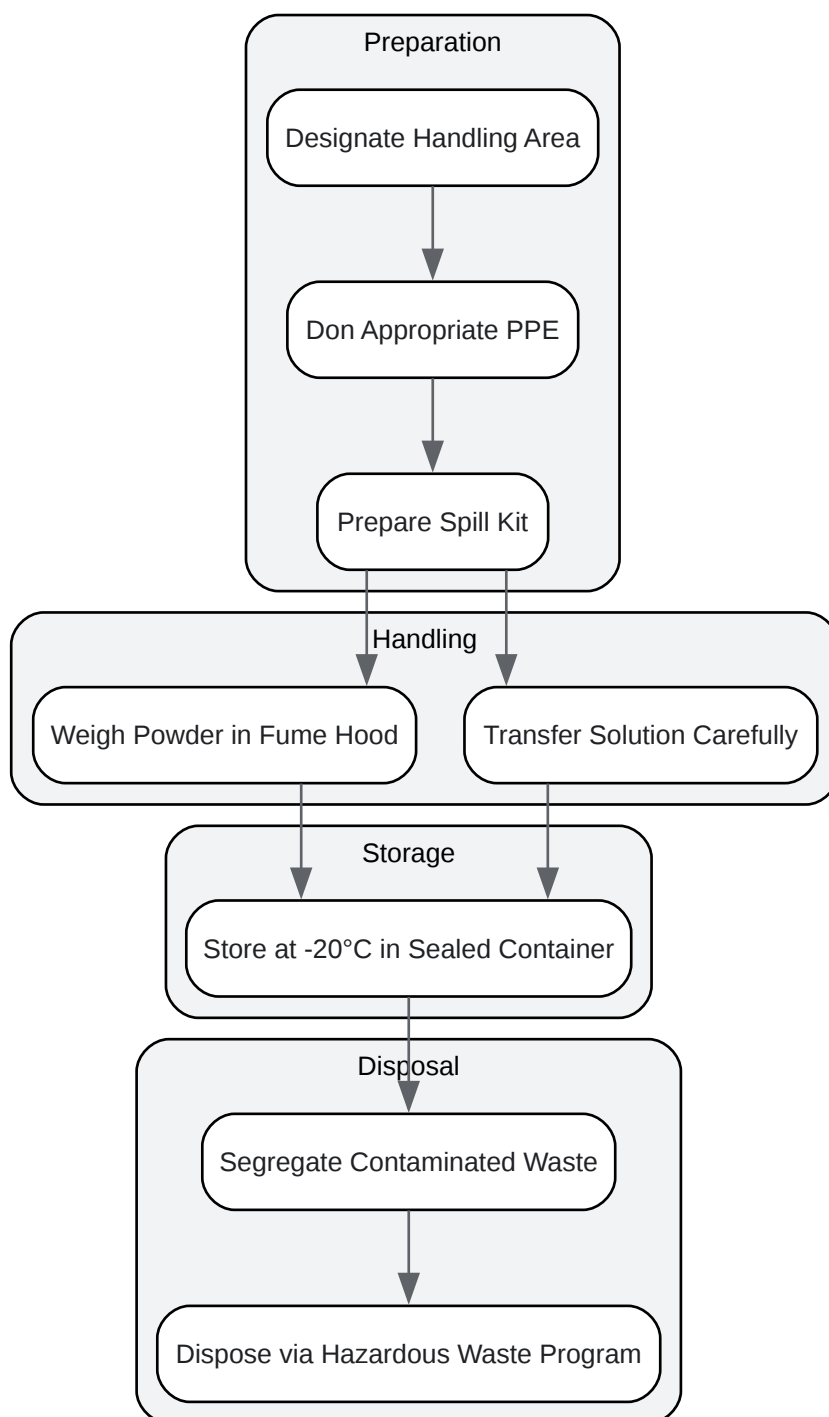 Preparation
Designate Handling Area
Don Appropriate PPE
Prepare Spill Kit
Handling
Weigh Powder in Fume Hood
Transfer Solution Carefully
Storage
Store at -20°C in Sealed Container
Disposal
Segregate Contaminated Waste
Dispose via Hazardous Waste Program